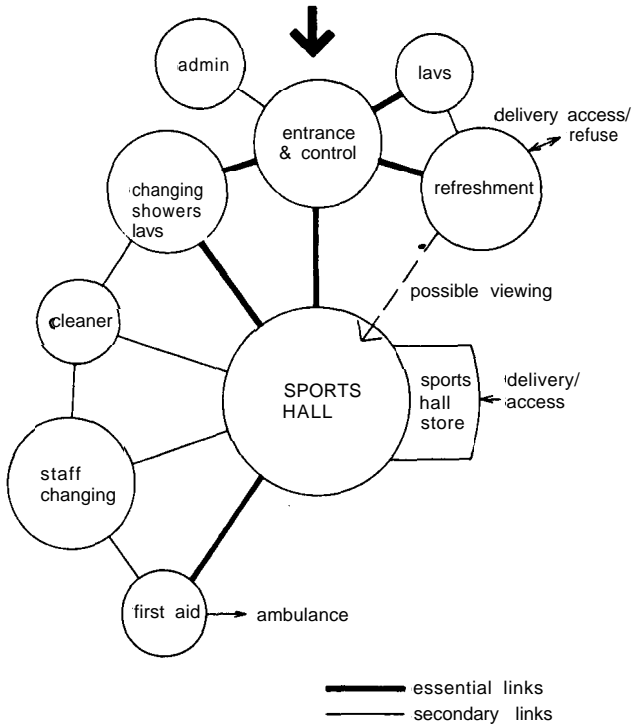 admin
lavs
entrance
& control
delivery access/
refuse
refreshment
changing
showers
lavs
possible viewing
cleaner
SPORTS
HALL
sports
hall
store
delivery/
access
staff
changing
first aid
ambulance
essential links
secondary links